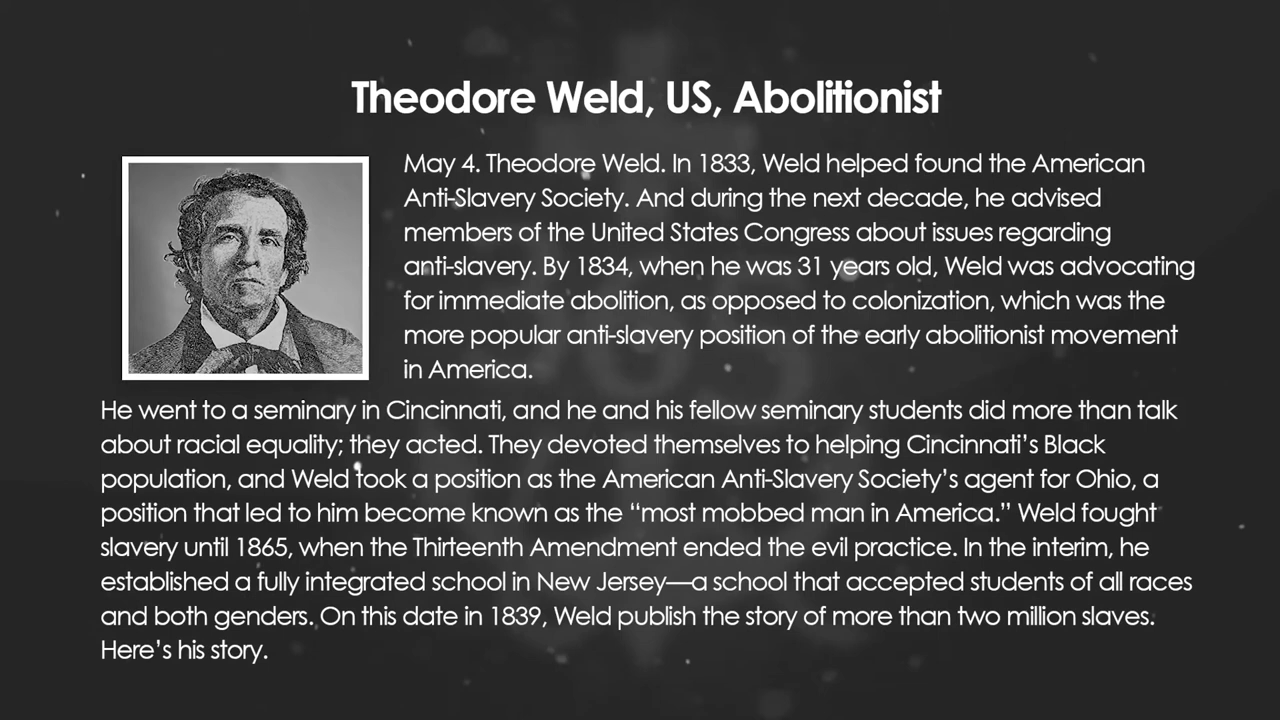 Theodore Weld, US, Abolitionist
May 4. Theodore Weld. In 1833, Weld helped found the American
Anti-Slavery Society. And during the next decade, he advised
members of the United States Congress about issues regarding
anti-slavery. By 1834, when he was 31 years old, Weld was advocating
for immediate abolition, as opposed to colonization, which was the
more popular anti-slavery position of the early abolitionist movement
in America.
He went to a seminary in Cincinnati, and he and his fellow seminary students did more than talk
about racial equality; they acted. They devoted themselves to helping Cincinnati’s Black
population, and Weld took a position as the American Anti-Slavery Society’s agent for Ohio, a
position that led to him become known as the “most mobbed man in America.” Weld fought
slavery until 1865, when the Thirteenth Amendment ended the evil practice. In the interim, he
established a fully integrated school in New Jersey—a school that accepted students of all races
and both genders. On this date in 1839, Weld publish the story of more than two million slaves.
Here’s his story.